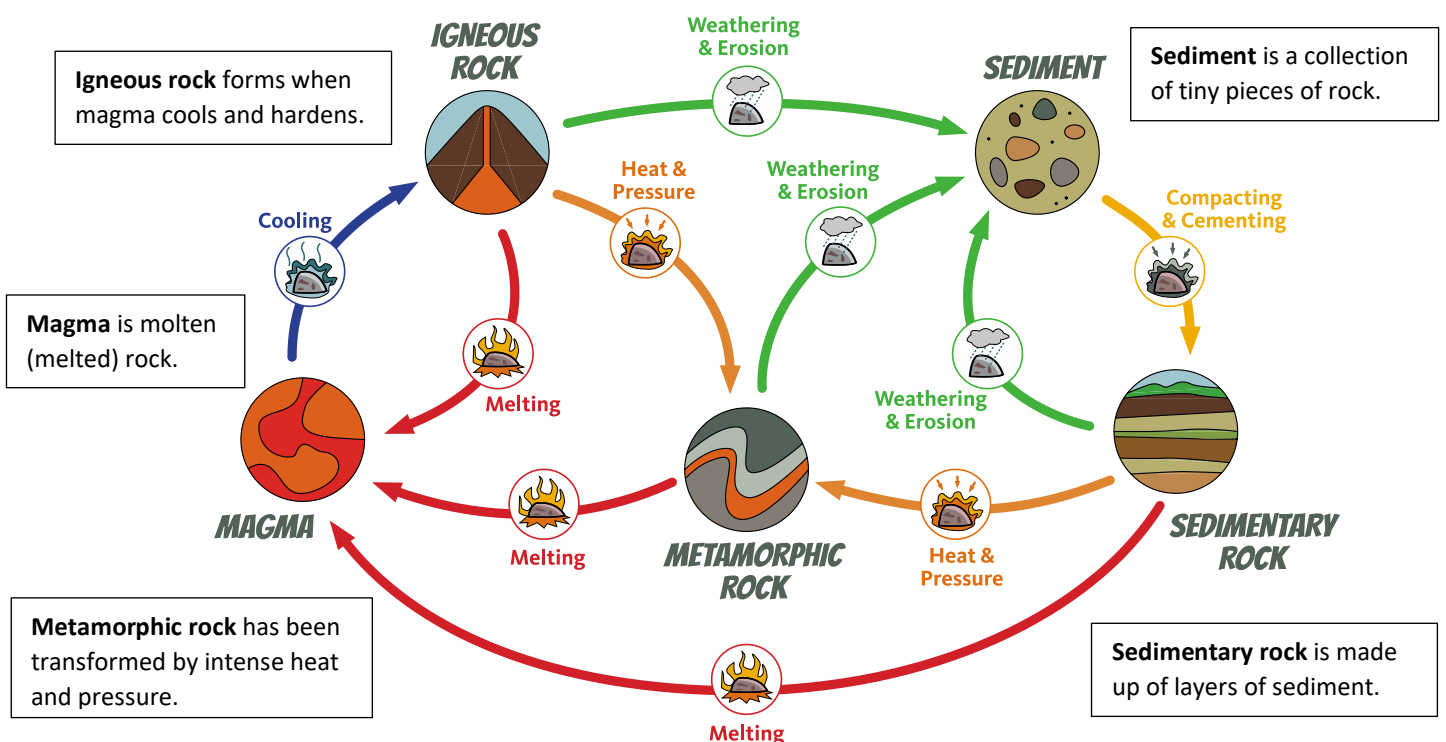 IGNEOUS
ROCK
Weathering
& Erosion
SEDIMENT
Igneous rock forms when
magma cools and hardens.
Sediment is a collection
of tiny pieces of rock.
Heat &
Pressure
Weathering
& Erosion
Compacting
& Cementing
Cooling
Magma is molten
(melted) rock.
Melting
Weathering
& Erosion
MAGMA
Melting
METAMORPHIC
ROCK
Heat &
Pressure
SEDIMENTARY
ROCK
Metamorphic rock has been
transformed by intense heat
and pressure.
Sedimentary rock is made
up of layers of sediment.
Melting